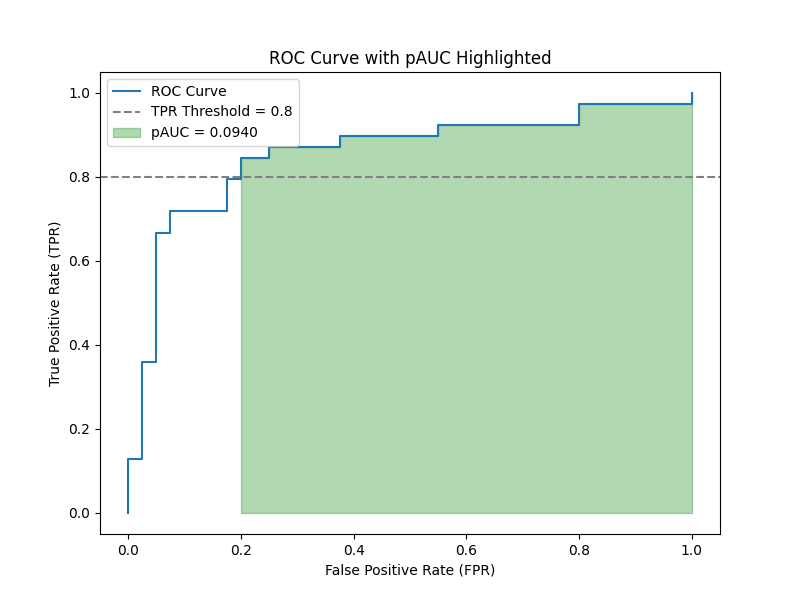 ROC Curve with pAUC Highlighted
ROC Curve
TPR Threshold = 0.8
pAUC = 0.0940
1.0
0.8
0.6
0.4
0.2
0.0
True Positive Rate (TPR)
0.0 0.2 0.4 0.6 0.8 1.0
False Positive Rate (FPR)